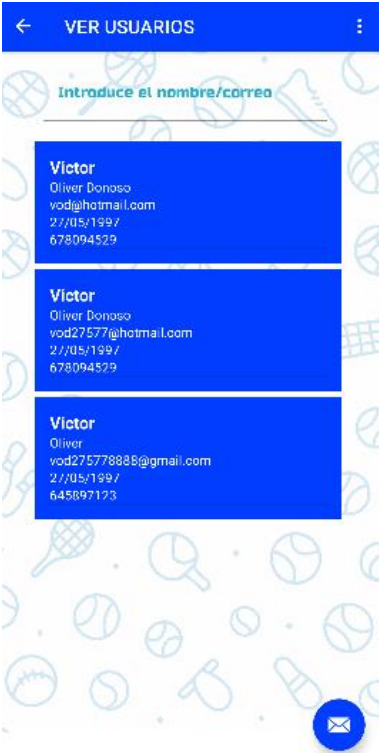 VER USUARIOS
Introduce el nombre/correo
Victor
Oliver Donoso
vod@hotmail.com
27/05/1997
678094529
Victor
Oliver Donoso
vod27577@hotmail.com
27/05/1997
678094529
Victor
Oliver
vod275778888@gmail.com
27/05/1997
645897123